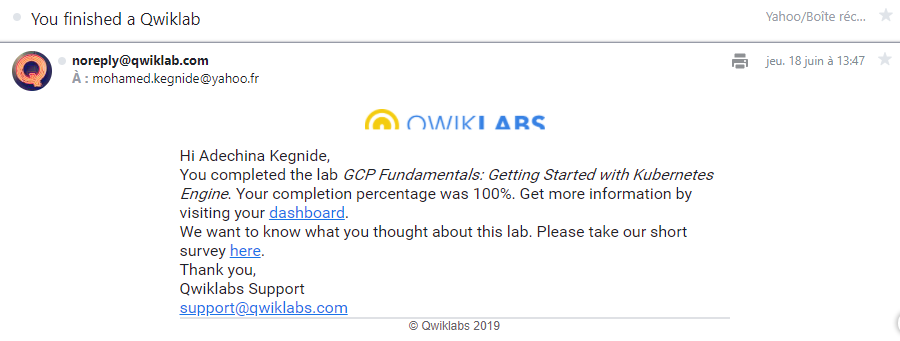 You finished a Qwiklab
Yahoo/Boîte réc...
noreply@qwiklab.com
jeu. 18 juin à 13:47
À : mohamed.kegnide@yahoo.fr
QWIKLABS
Hi Adechina Kegnide,
You completed the lab GCP Fundamentals: Getting Started with Kubernetes
Engine. Your completion percentage was 100%. Get more information by
visiting your dashboard.
We want to know what you thought about this lab. Please take our short
survey here.
Thank you,
Qwiklabs Support
support@qwiklabs.com
© Qwiklabs 2019